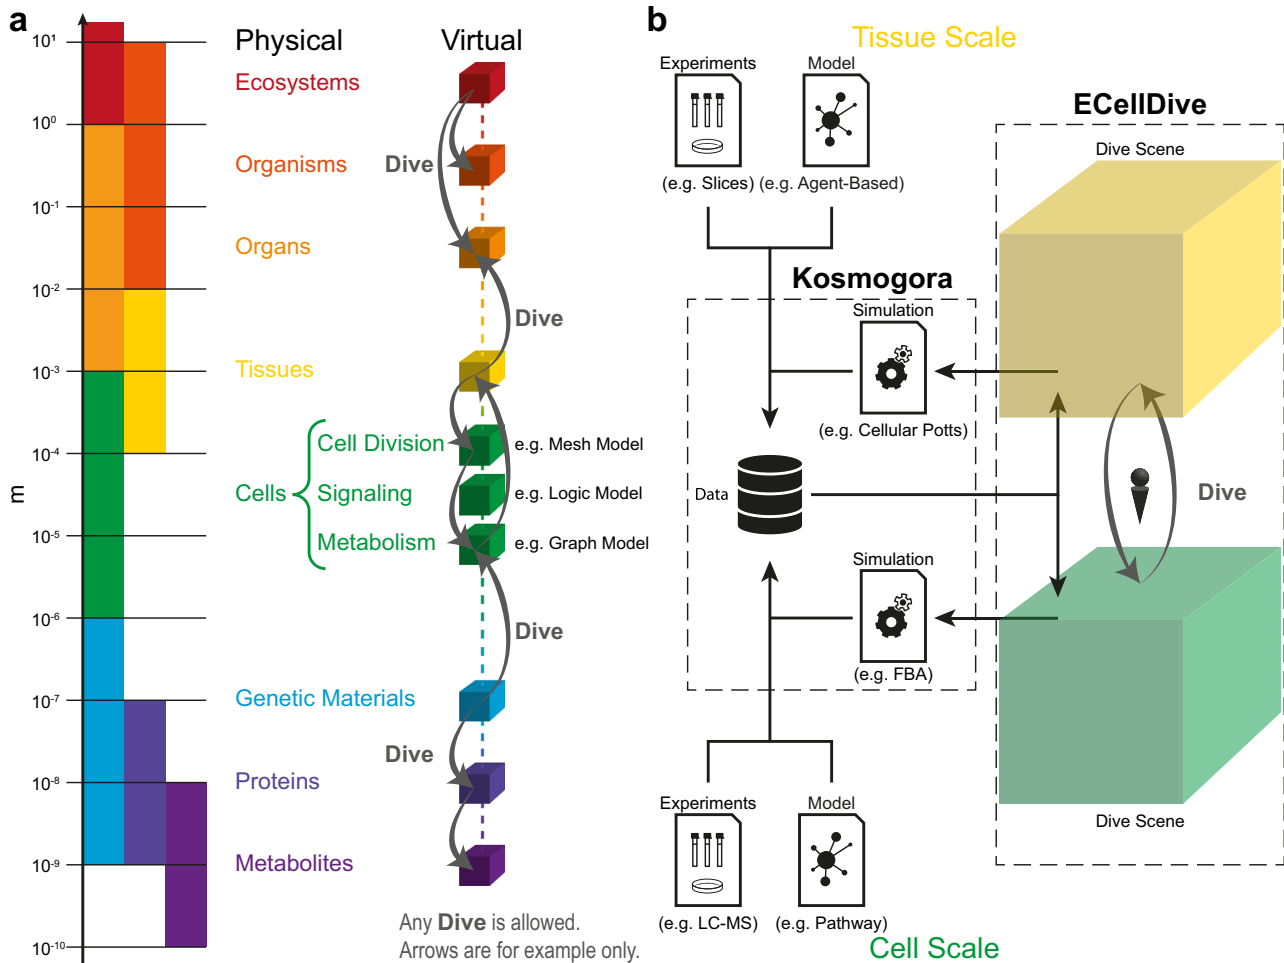 a
Physical
Virtual
m
10¹
10⁰
10⁻¹
10⁻²
10⁻³
10⁻⁴
10⁻⁵
10⁻⁶
10⁻⁷
10⁻⁸
10⁻⁹
10⁻¹⁰
Ecosystems
Dive
Organisms
Organs
Dive
Tissues
Cells
Cell Division
e.g. Mesh Model
Signaling
e.g. Logic Model
Metabolism
e.g. Graph Model
Dive
Genetic Materials
Dive
Proteins
Metabolites
Any Dive is allowed.
Arrows are for example only.
b
Tissue Scale
Experiments
Model
(e.g. Slices)
(e.g. Agent-Based)
ECellDive
Dive Scene
Kosmogora
Simulation
(e.g. Cellular Potts)
Data
Dive
Simulation
(e.g. FBA)
Experiments
Model
(e.g. LC-MS)
(e.g. Pathway)
Dive Scene
Cell Scale